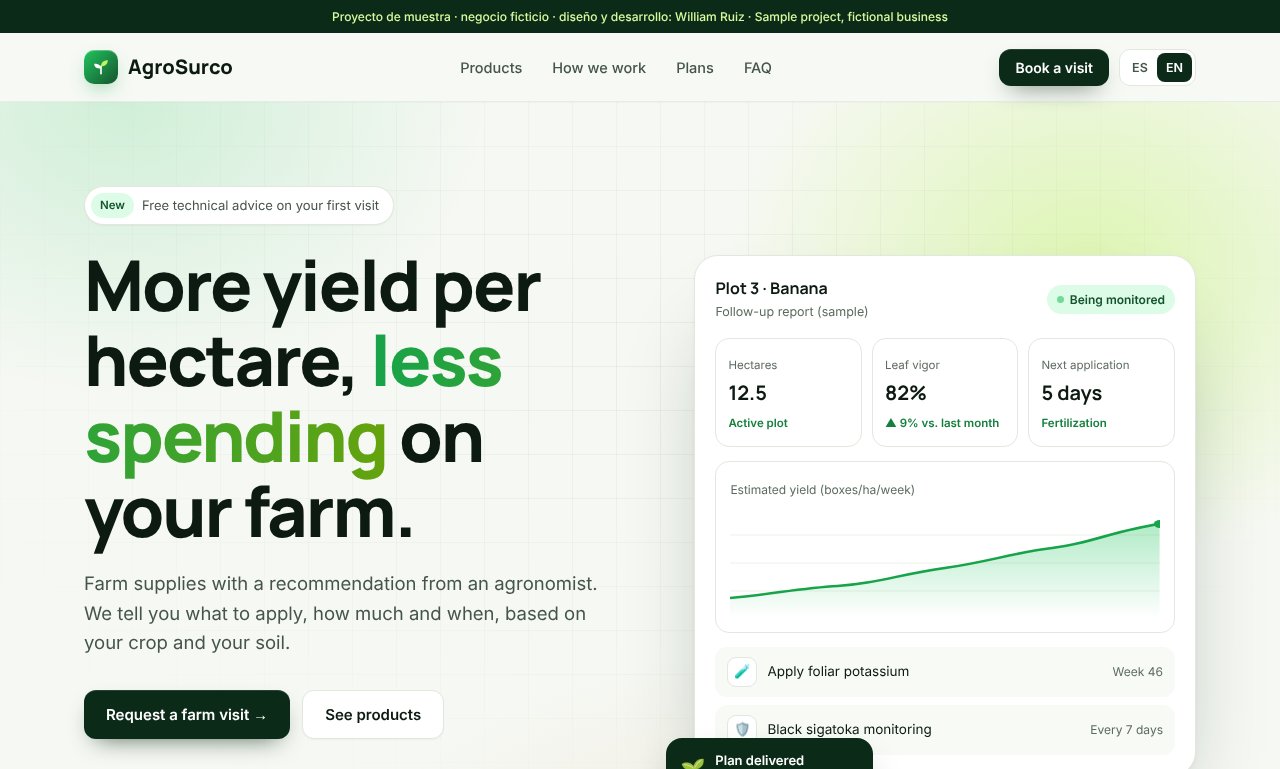 Proyecto de muestra · negocio ficticio · diseño y desarrollo: William Ruiz · Sample project, fictional business
AgroSurco
Products
How we work
Plans
FAQ
Book a visit
ES
EN
New
Free technical advice on your first visit
More yield per
hectare, less
spending on
your farm.
Farm supplies with a recommendation from an agronomist.
We tell you what to apply, how much and when, based on
your crop and your soil.
Request a farm visit →
See products
Plot 3 · Banana
Follow-up report (sample)
Being monitored
Hectares
12.5
Active plot
Leaf vigor
82%
▲ 9% vs. last month
Next application
5 days
Fertilization
Estimated yield (boxes/ha/week)
Apply foliar potassium
Week 46
Black sigatoka monitoring
Every 7 days
Plan delivered